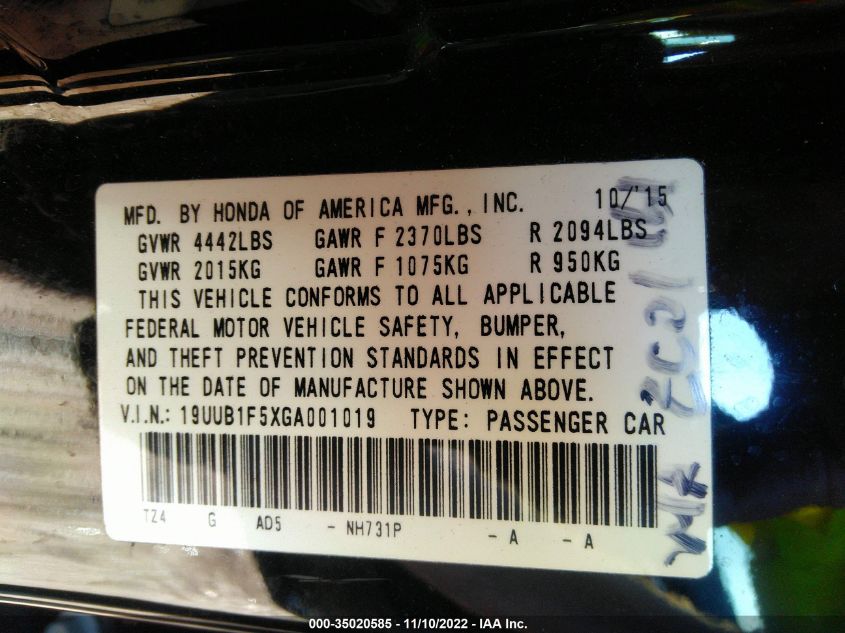 MFD. BY HONDA OF AMERICA MFG., INC. 10/'15
GVWR 4442LBS GAWR F 2370LBS R 2094LBS
GVWR 2015KG GAWR F 1075KG R 950KG
THIS VEHICLE CONFORMS TO ALL APPLICABLE
FEDERAL MOTOR VEHICLE SAFETY, BUMPER,
AND THEFT PREVENTION STANDARDS IN EFFECT
ON THE DATE OF MANUFACTURE SHOWN ABOVE.
V.I.N.: 19UUB1F5XGA001019 TYPE: PASSENGER CAR
TZ4 G AD5 - NH731P - A - A
000-35020585 - 11/10/2022 - IAA Inc.